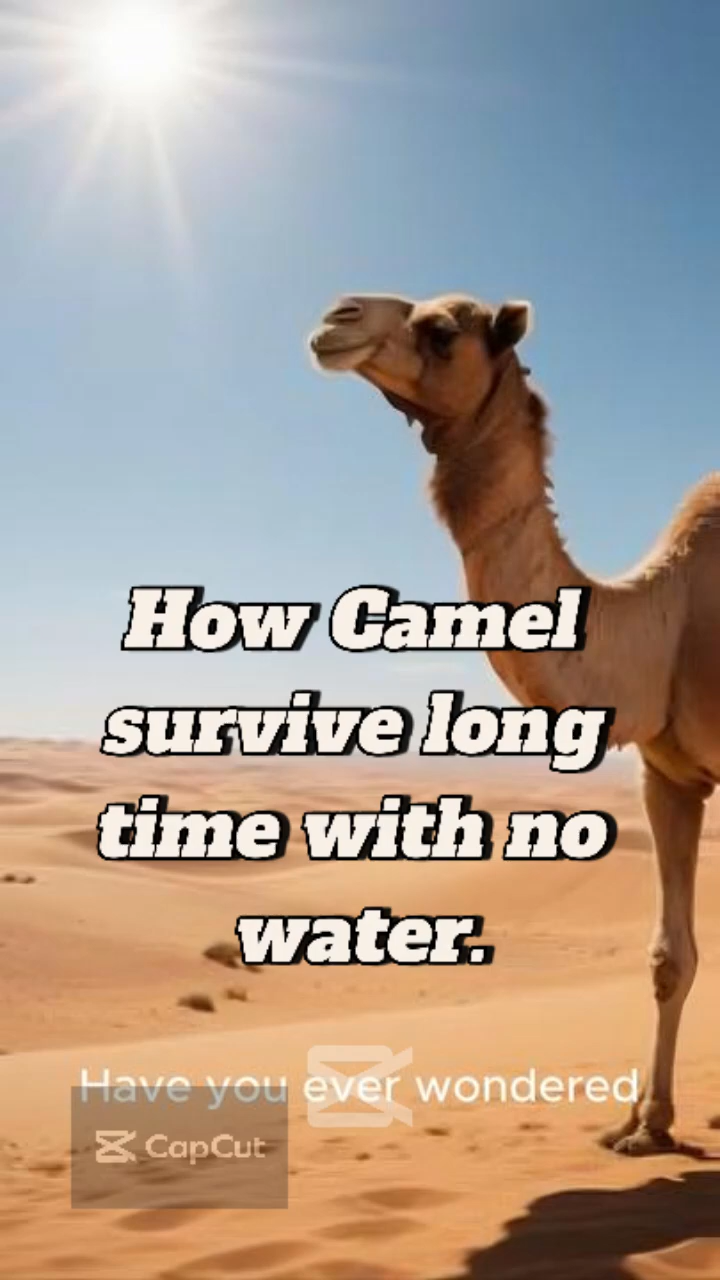 How Camel
survive long
time with no
water.
Have you ever wondered
CapCut